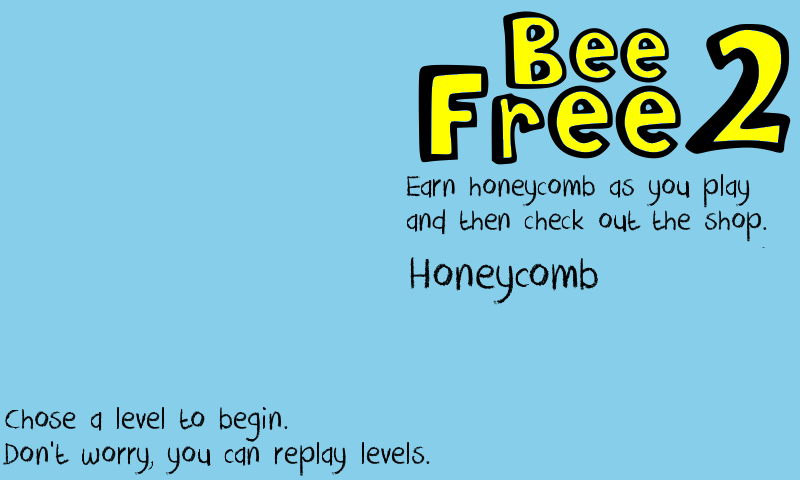 Bee
Free 2
Earn honeycomb as you play
and then check out the shop.
Honeycomb
Chose a level to begin.
Don't worry, you can replay levels.